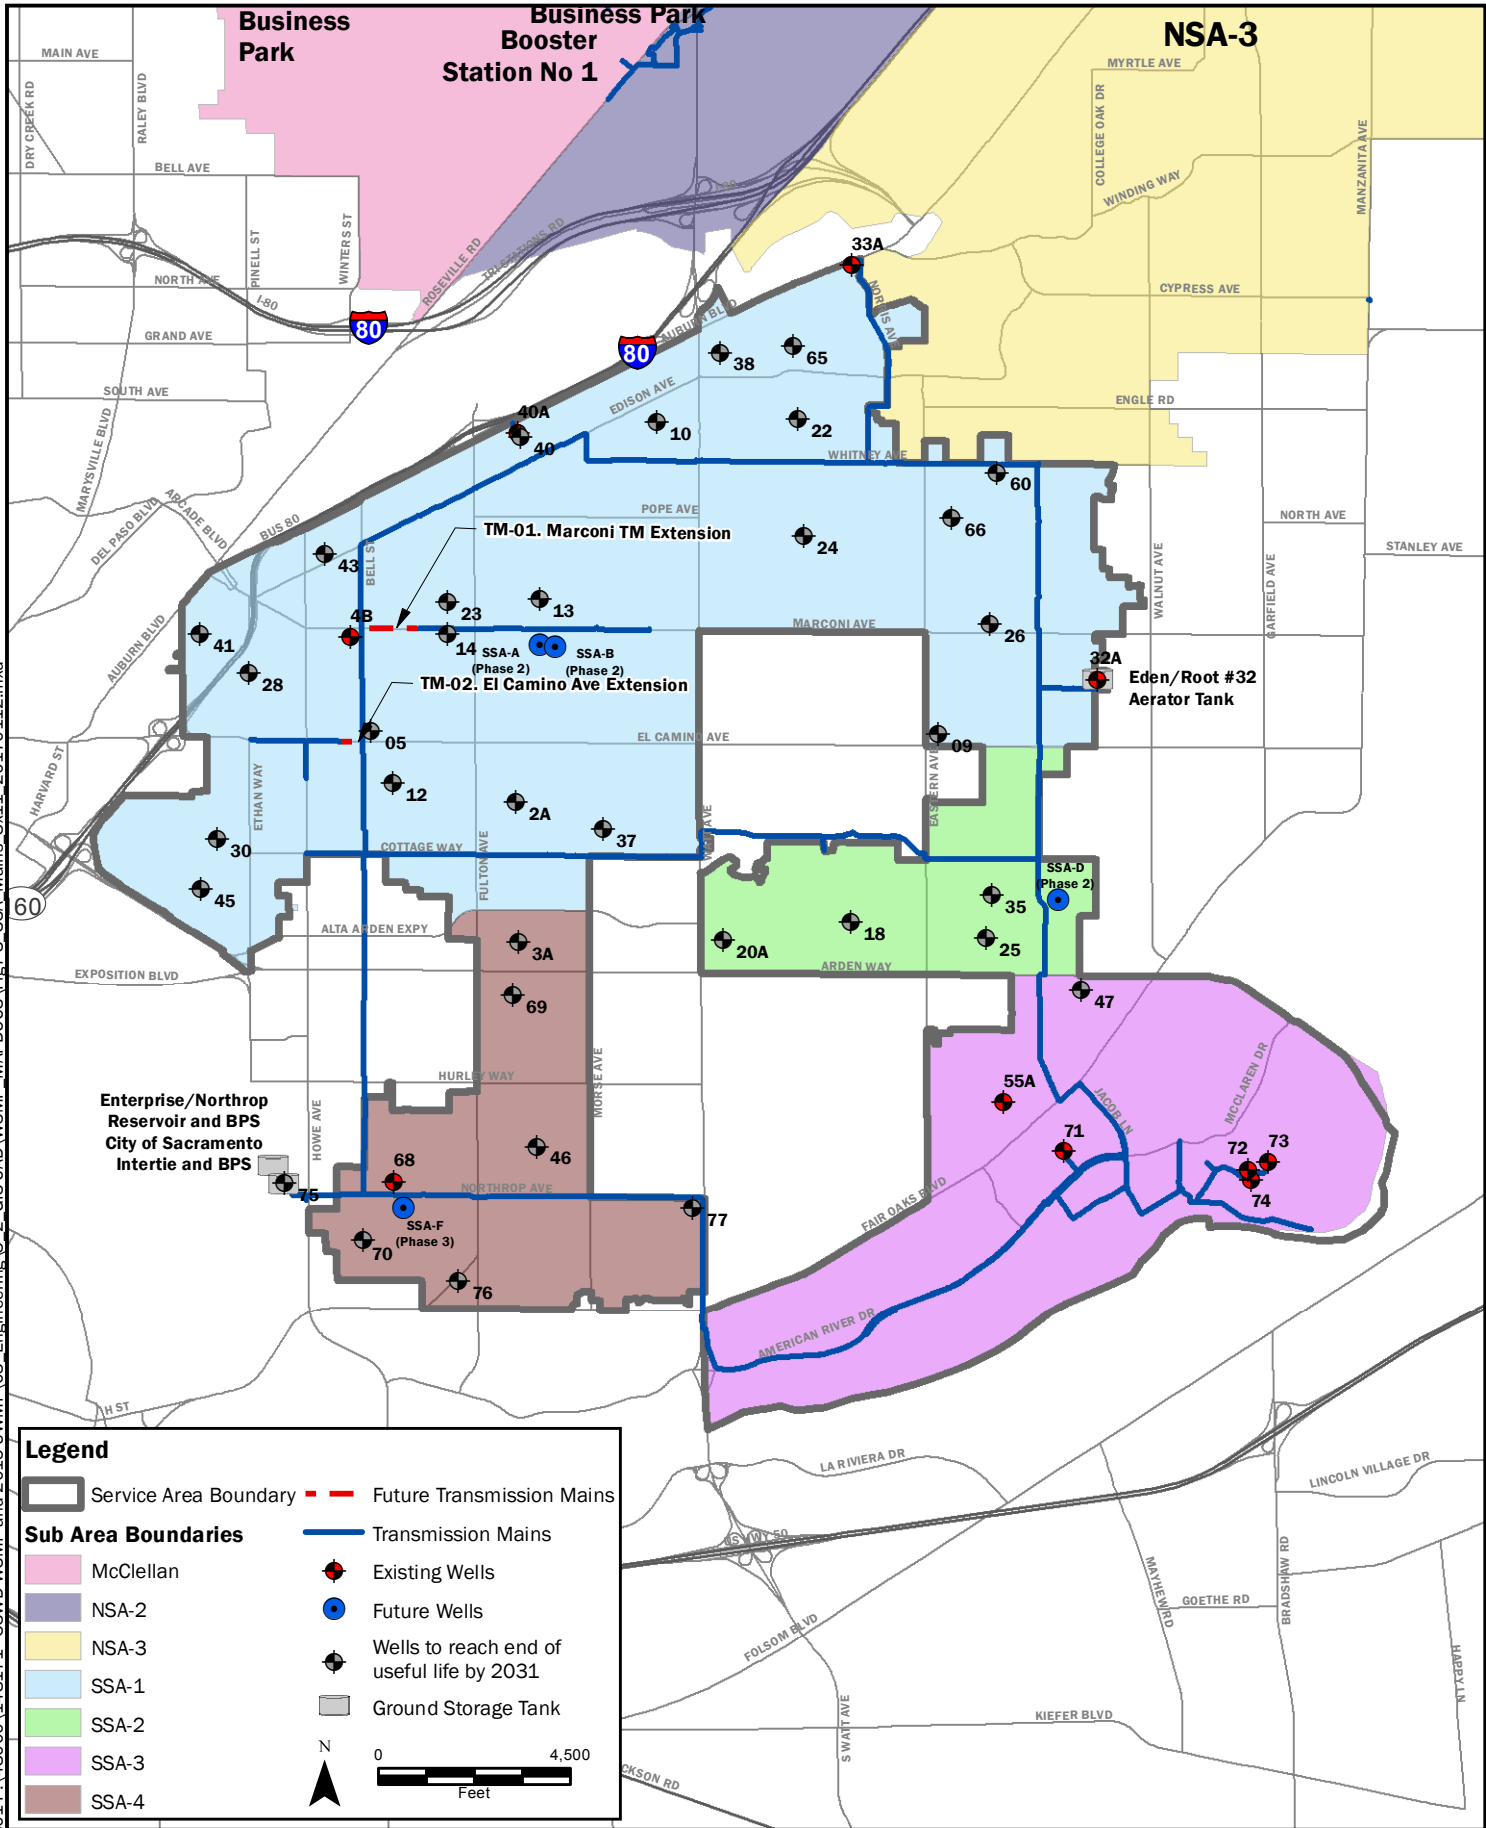 Business
Park
Business Park
Booster
Station No 1
NSA-3
MAIN AVE
DRY CREEK RD
RALEY BLVD
BELL AVE
PINELL ST
WINTERS ST
NORTH AVE
I-80
GRAND AVE
SOUTH AVE
MARYSVILLE BLVD
DEL PASO BLVD
ARCADE BLVD
AUBURN BLVD
HARVARD ST
ROSEVILLE RD
TRI STATIONS RD
I-80
80
80
BUS 80
AUBURN BLVD
MYRTLE AVE
COLLEGE OAK DR
WINDING WAY
MANZANITA AVE
CYPRESS AVE
ENGLE RD
NORRIS AVE
33A
38
65
EDISON AVE
40A
40
10
22
WHITNEY AVE
60
POPE AVE
66
24
NORTH AVE
STANLEY AVE
WALNUT AVE
GARFIELD AVE
TM-01. Marconi TM Extension
43
BELL ST
4B
23
13
MARCONI AVE
26
41
14
SSA-A
(Phase 2)
SSA-B
(Phase 2)
28
TM-02. El Camino Ave Extension
32A
Eden/Root #32
Aerator Tank
05
EL CAMINO AVE
09
EASTERN AVE
ETHAN WAY
12
2A
37
30
COTTAGE WAY
FULTON AVE
45
60
SSA-D
(Phase 2)
35
18
25
20A
ARDEN WAY
ALTA ARDEN EXPY
EXPOSITION BLVD
3A
69
47
HURLEY WAY
MORSE AVE
HOWE AVE
Enterprise/Northrop
Reservoir and BPS
City of Sacramento
Intertie and BPS
75
68
46
NORTHROP AVE
77
SSA-F
(Phase 3)
70
76
55A
71
JACOB LN
MCCLAREN DR
72
73
74
FAIR OAKS BLVD
AMERICAN RIVER DR
H ST
LA RIVIERA DR
LINCOLN VILLAGE DR
US HWY 50
FOLSOM BLVD
MAYHEW RD
GOETHE RD
BRADSHAW RD
HAPPY LN
KIEFER BLVD
S WATT AVE
CKSON RD
Legend
Service Area Boundary
Sub Area Boundaries
McClellan
NSA-2
NSA-3
SSA-1
SSA-2
SSA-3
SSA-4
Future Transmission Mains
Transmission Mains
Existing Wells
Future Wells
Wells to reach end of
useful life by 2031
Ground Storage Tank
N
0 4,500
Feet